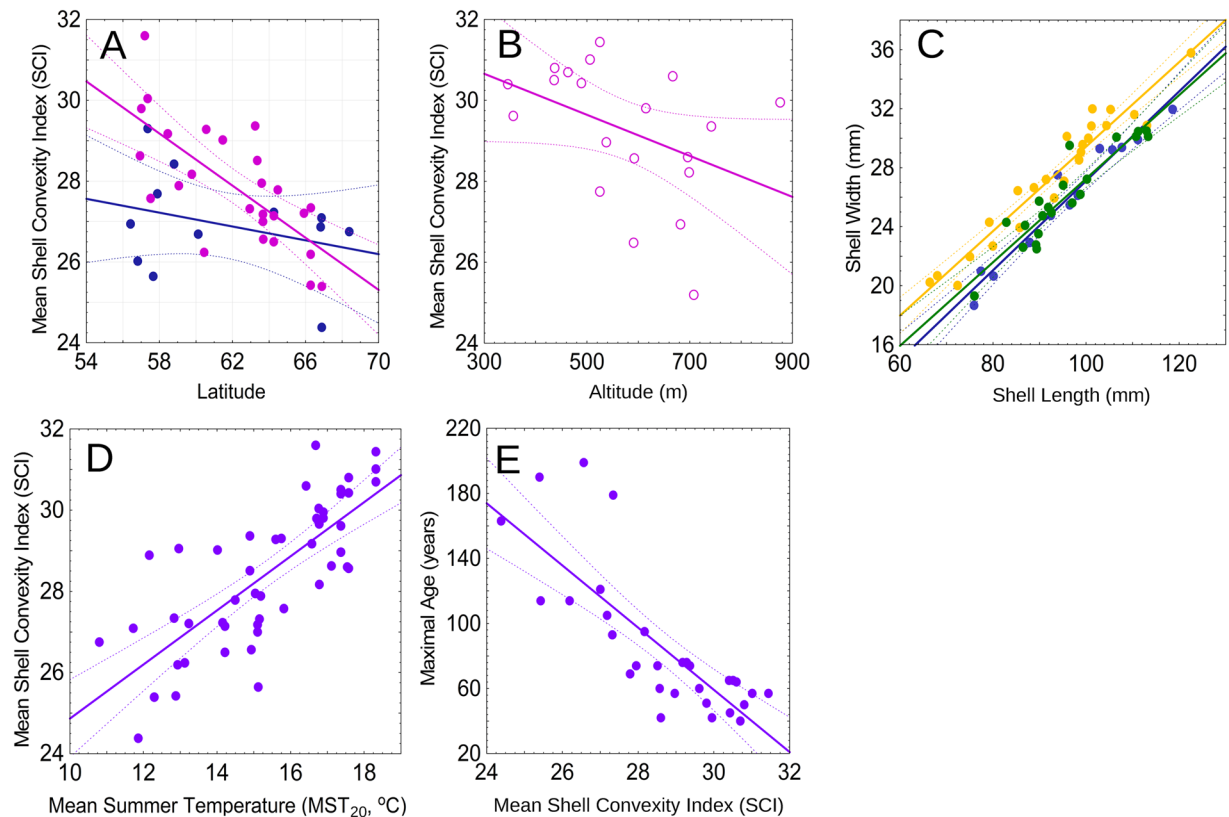 A
Mean Shell Convexity Index (SCI)
32
30
28
26
24
54 58 62 66 70
Latitude
B
Mean Shell Convexity Index (SCI)
32
30
28
26
24
300 500 700 900
Altitude (m)
C
Shell Width (mm)
36
32
28
24
20
16
60 80 100 120
Shell Length (mm)
D
Mean Shell Convexity Index (SCI)
32
30
28
26
24
10 12 14 16 18
Mean Summer Temperature (MST20, ºC)
E
Maximal Age (years)
220
180
140
100
60
20
24 26 28 30 32
Mean Shell Convexity Index (SCI)